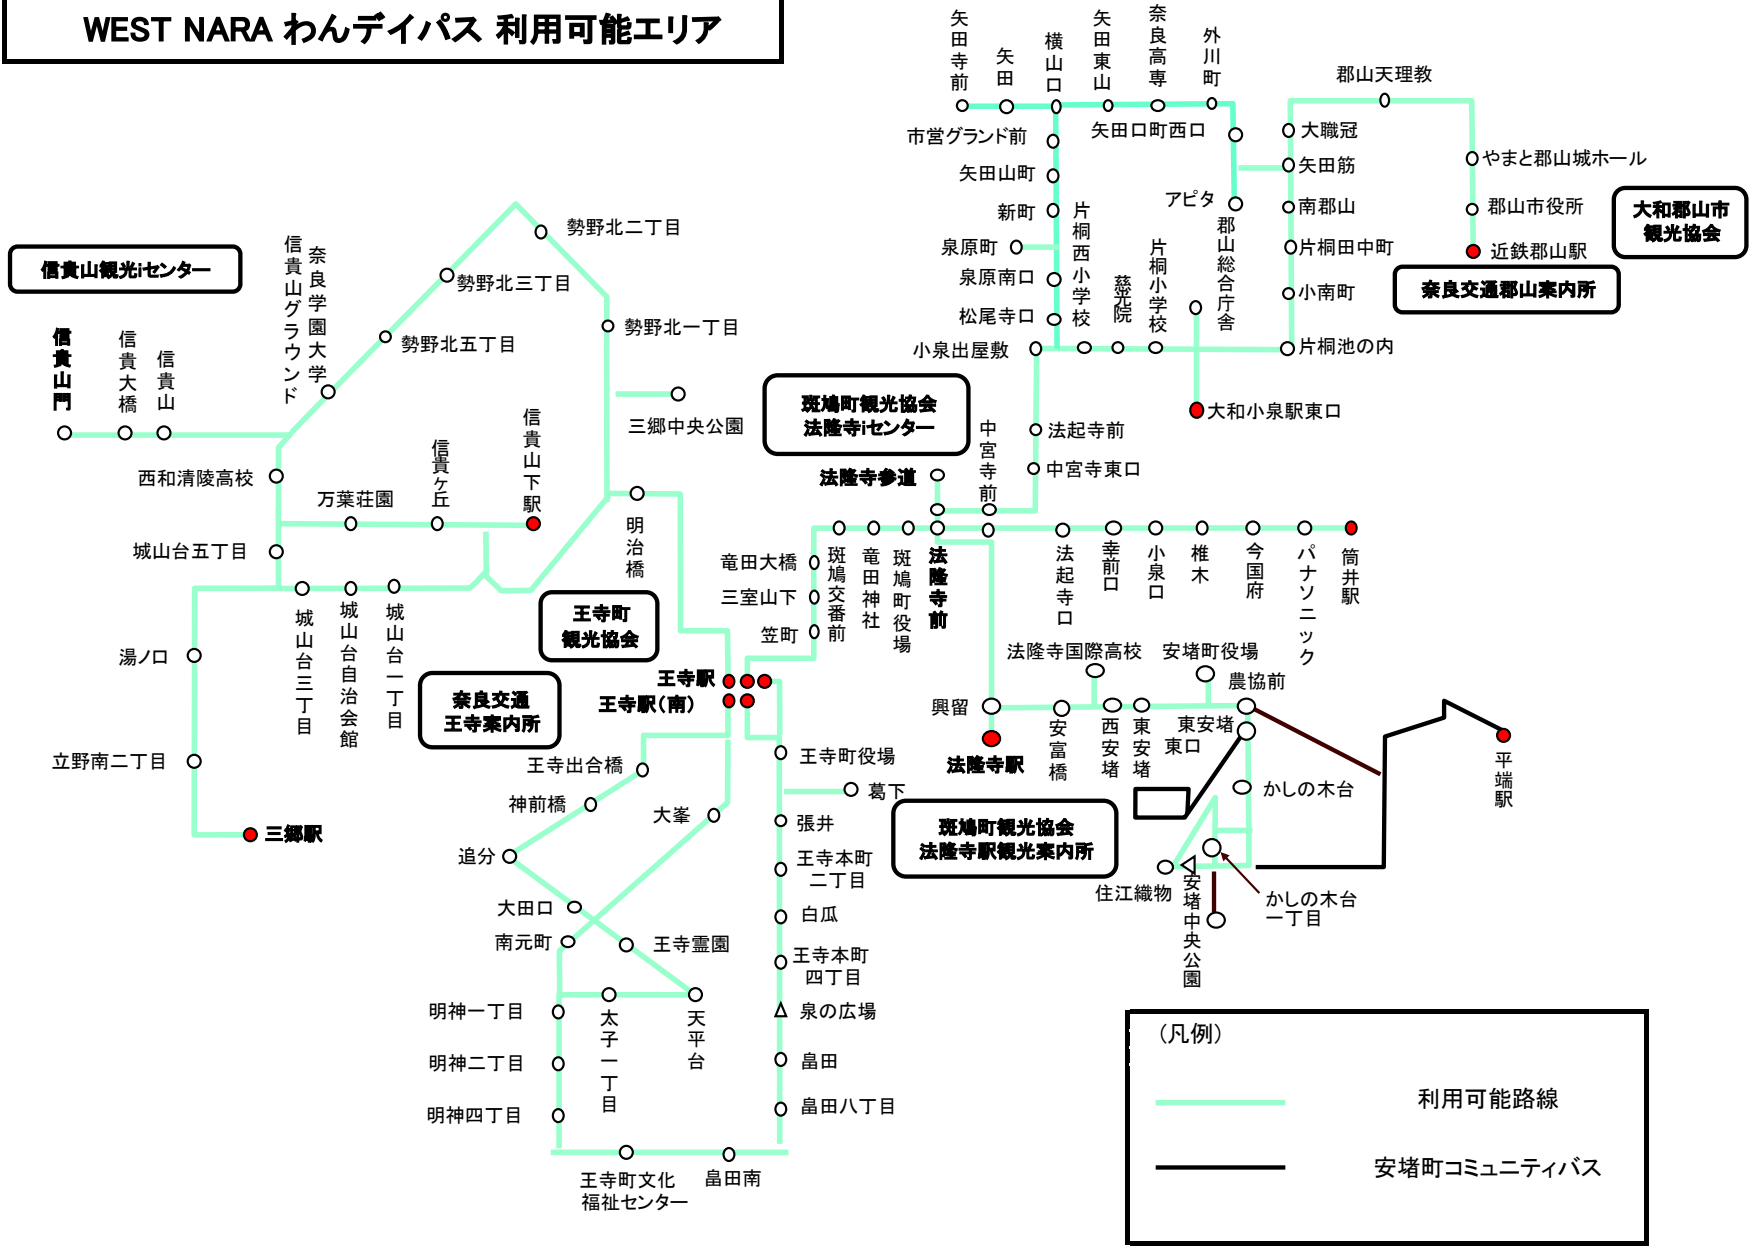 WEST NARA わんデイパス 利用可能エリア
矢田寺前
矢田
横山口
矢田東山
奈良高専
外川町
郡山天理教
市営グランド前
矢田口町西口
大職冠
矢田筋
やまと郡山城ホール
矢田山町
新町
アピタ
南郡山
郡山市役所
大和郡山市
観光協会
泉原町
片桐西小学校
片桐小学校
郡山総合庁舎
片桐田中町
近鉄郡山駅
泉原南口
慈光院
小南町
奈良交通郡山案内所
松尾寺口
小泉出屋敷
片桐池の内
大和小泉駅東口
信貴山観光iセンター
信貴山グラウンド
奈良学園大学
勢野北二丁目
勢野北三丁目
勢野北一丁目
勢野北五丁目
信貴山門
信貴大橋
信貴山
三郷中央公園
斑鳩町観光協会
法隆寺iセンター
中宮寺前
法起寺前
中宮寺東口
法隆寺参道
西和清陵高校
万葉荘園
信貴ヶ丘
信貴山下駅
城山台五丁目
明治橋
竜田大橋
三室山下
笠町
斑鳩交番前
竜田神社
斑鳩町役場
法隆寺前
法起寺口
幸前口
小泉口
椎木
今国府
パナソニック
筒井駅
城山台三丁目
城山台自治会館
城山台一丁目
王寺町
観光協会
湯ノ口
法隆寺国際高校
安堵町役場
農協前
王寺駅
王寺駅(南)
奈良交通
王寺案内所
興留
安富橋
西安堵
東安堵
東安堵
東口
法隆寺駅
平端駅
立野南二丁目
王寺出合橋
王寺町役場
神前橋
大峯
葛下
かしの木台
三郷駅
張井
斑鳩町観光協会
法隆寺駅観光案内所
追分
王寺本町
二丁目
住江織物
安堵中央公園
かしの木台
一丁目
大田口
白瓜
南元町
王寺霊園
王寺本町
四丁目
明神一丁目
太子一丁目
天平台
泉の広場
明神二丁目
畠田
明神四丁目
畠田八丁目
王寺町文化
福祉センター
畠田南
(凡例)
利用可能路線
安堵町コミュニティバス